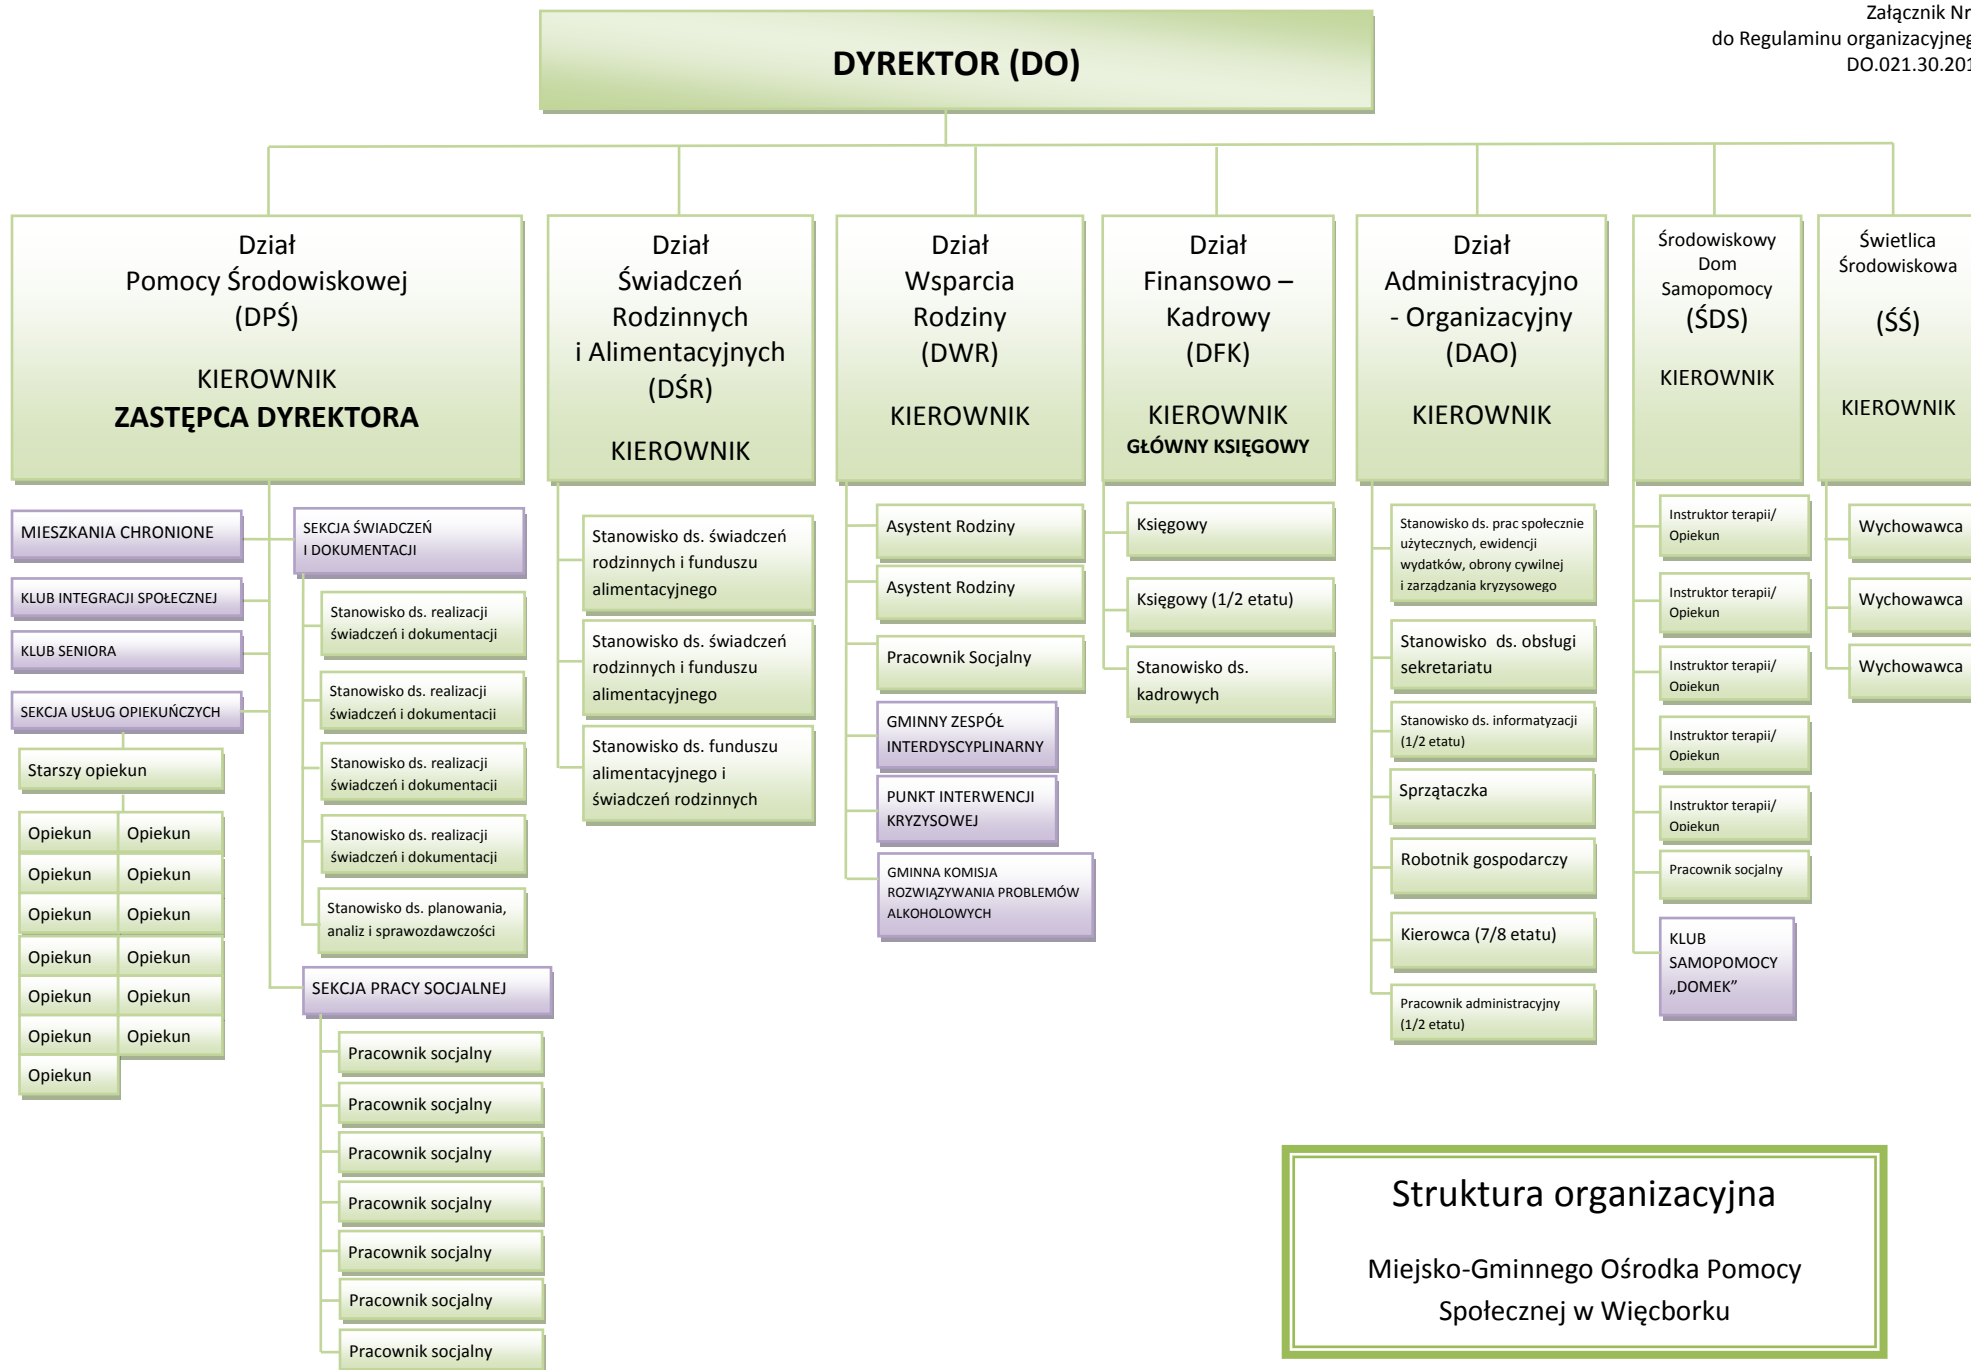 Załącznik Nr
do Regulaminu organizacyjneg
DO.021.30.201
DYREKTOR (DO)
Dział
Pomocy Środowiskowej
(DPŚ)
KIEROWNIK
ZASTĘPCA DYREKTORA
Dział
Świadczeń
Rodzinnych
i Alimentacyjnych
(DŚR)
KIEROWNIK
Dział
Wsparcia
Rodziny
(DWR)
KIEROWNIK
Dział
Finansowo –
Kadrowy
(DFK)
KIEROWNIK
GŁÓWNY KSIĘGOWY
Dział
Administracyjno
- Organizacyjny
(DAO)
KIEROWNIK
Środowiskowy
Dom
Samopomocy
(ŚDS)
KIEROWNIK
Świetlica
Środowiskowa
(ŚŚ)
KIEROWNIK
MIESZKANIA CHRONIONE
KLUB INTEGRACJI SPOŁECZNEJ
KLUB SENIORA
SEKCJA USŁUG OPIEKUŃCZYCH
Starszy opiekun
Opiekun
Opiekun
Opiekun
Opiekun
Opiekun
Opiekun
Opiekun
Opiekun
Opiekun
Opiekun
Opiekun
Opiekun
Opiekun
SEKCJA ŚWIADCZEŃ
I DOKUMENTACJI
Stanowisko ds. realizacji
świadczeń i dokumentacji
Stanowisko ds. realizacji
świadczeń i dokumentacji
Stanowisko ds. realizacji
świadczeń i dokumentacji
Stanowisko ds. realizacji
świadczeń i dokumentacji
Stanowisko ds. planowania,
analiz i sprawozdawczości
SEKCJA PRACY SOCJALNEJ
Pracownik socjalny
Pracownik socjalny
Pracownik socjalny
Pracownik socjalny
Pracownik socjalny
Pracownik socjalny
Pracownik socjalny
Stanowisko ds. świadczeń
rodzinnych i funduszu
alimentacyjnego
Stanowisko ds. świadczeń
rodzinnych i funduszu
alimentacyjnego
Stanowisko ds. funduszu
alimentacyjnego i
świadczeń rodzinnych
Asystent Rodziny
Asystent Rodziny
Pracownik Socjalny
GMINNY ZESPÓŁ
INTERDYSCYPLINARNY
PUNKT INTERWENCJI
KRYZYSOWEJ
GMINNA KOMISJA
ROZWIĄZYWANIA PROBLEMÓW
ALKOHOLOWYCH
Księgowy
Księgowy (1/2 etatu)
Stanowisko ds.
kadrowych
Stanowisko ds. prac społecznie
użytecznych, ewidencji
wydatków, obrony cywilnej
i zarządzania kryzysowego
Stanowisko  ds. obsługi
sekretariatu
Stanowisko ds. informatyzacji
(1/2 etatu)
Sprzątaczka
Robotnik gospodarczy
Kierowca (7/8 etatu)
Pracownik administracyjny
(1/2 etatu)
Instruktor terapii/
Opiekun
Instruktor terapii/
Opiekun
Instruktor terapii/
Opiekun
Instruktor terapii/
Opiekun
Instruktor terapii/
Opiekun
Pracownik socjalny
KLUB
SAMOPOMOCY
„DOMEK”
Wychowawca
Wychowawca
Wychowawca
Struktura organizacyjna
Miejsko-Gminnego Ośrodka Pomocy
Społecznej w Więcborku